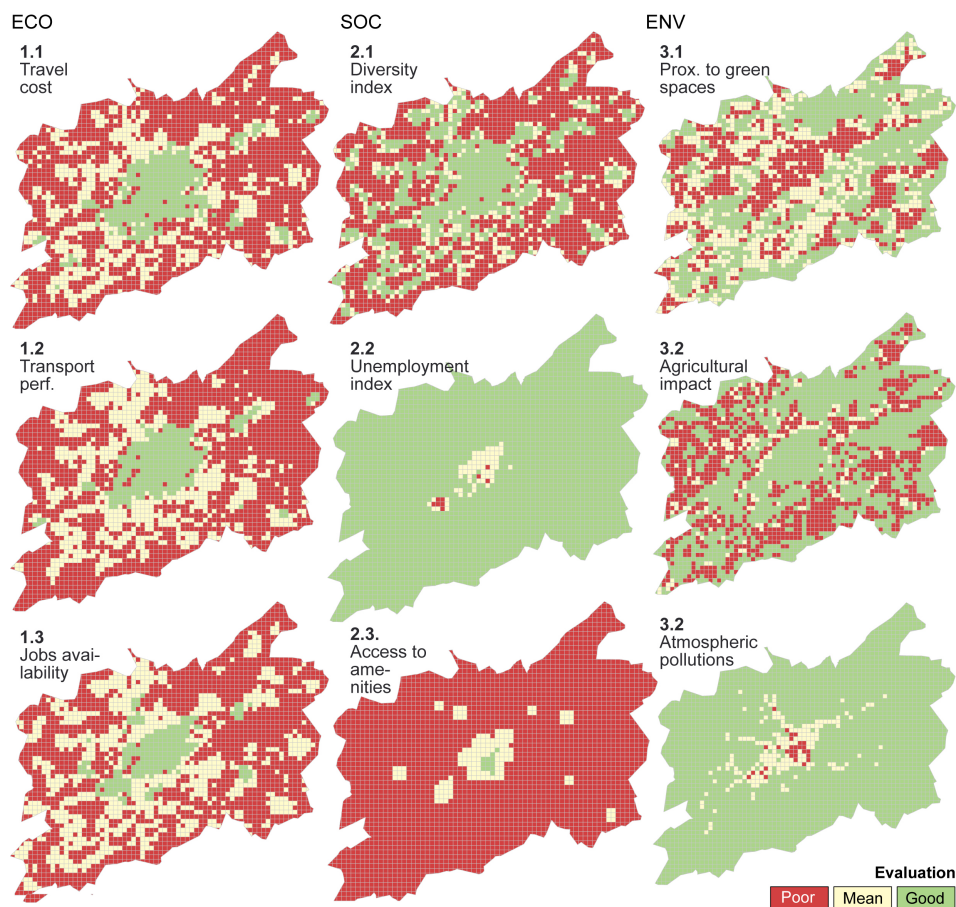 ECO
SOC
ENV
1.1
Travel
cost
2.1
Diversity
index
3.1
Prox. to green
spaces
1.2
Transport
perf.
2.2
Unemployment
index
3.2
Agricultural
impact
1.3
Jobs avai-
lability
2.3.
Access to
ame-
nities
3.2
Atmospheric
pollutions
Evaluation
Poor
Mean
Good